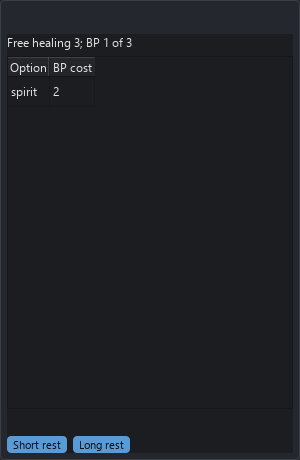 Free healing 3; BP 1 of 3
Option BP cost
spirit 2
Short rest Long rest